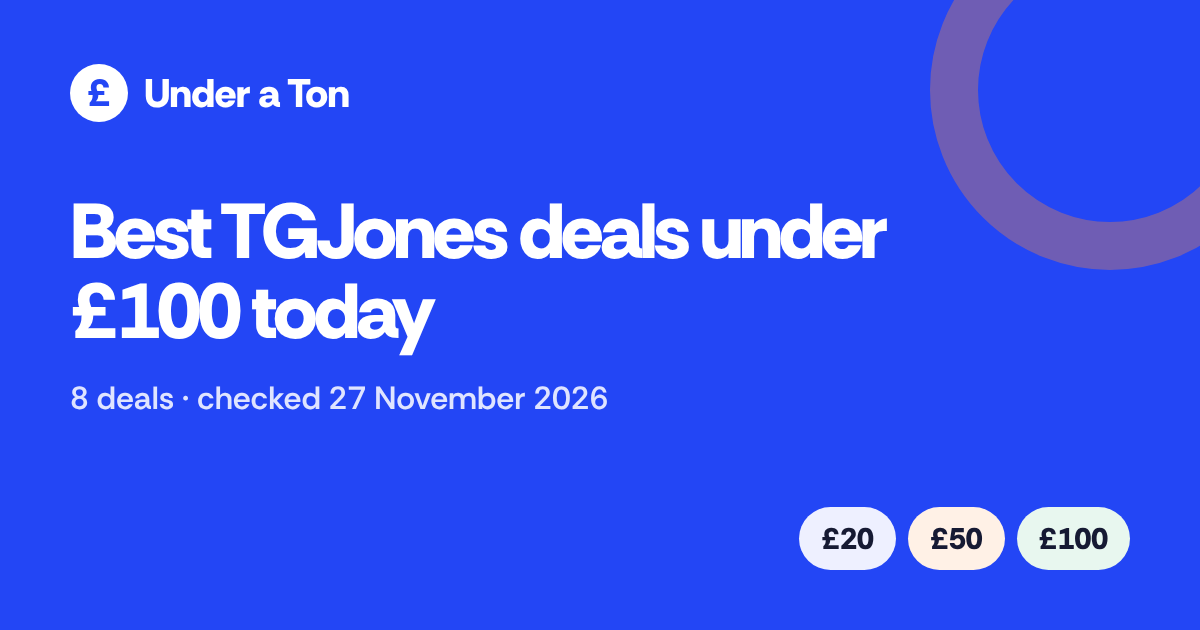 £ Under a Ton
Best TGJones deals under
£100 today
8 deals · checked 27 November 2026
£20 £50 £100